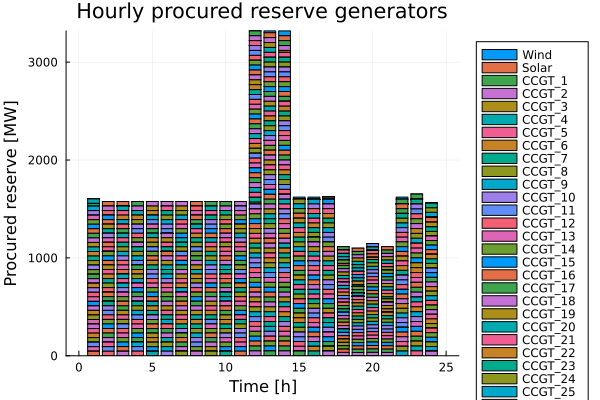 Hourly procured reserve generators
Procured reserve [MW]
3000
2000
1000
0
0 5 10 15 20 25
Time [h]
Wind
Solar
CCGT_1
CCGT_2
CCGT_3
CCGT_4
CCGT_5
CCGT_6
CCGT_7
CCGT_8
CCGT_9
CCGT_10
CCGT_11
CCGT_12
CCGT_13
CCGT_14
CCGT_15
CCGT_16
CCGT_17
CCGT_18
CCGT_19
CCGT_20
CCGT_21
CCGT_22
CCGT_23
CCGT_24
CCGT_25